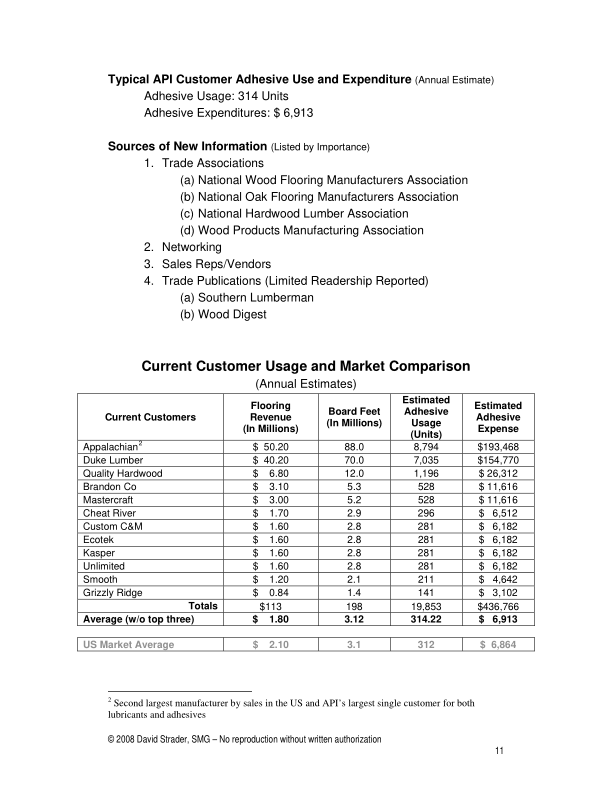 Typical API Customer Adhesive Use and Expenditure (Annual Estimate)
Adhesive Usage: 314 Units
Adhesive Expenditures: $ 6,913
Sources of New Information (Listed by Importance)
1. Trade Associations
(a) National Wood Flooring Manufacturers Association
(b) National Oak Flooring Manufacturers Association
(c) National Hardwood Lumber Association
(d) Wood Products Manufacturing Association
2. Networking
3. Sales Reps/Vendors
4. Trade Publications (Limited Readership Reported)
(a) Southern Lumberman
(b) Wood Digest
Current Customer Usage and Market Comparison
(Annual Estimates)
Current Customers
Flooring
Revenue
(In Millions)
Board Feet
(In Millions)
Estimated
Adhesive
Usage
(Units)
Estimated
Adhesive
Expense
Appalachian2 $ 50.20 88.0 8,794 $193,468
Duke Lumber $ 40.20 70.0 7,035 $154,770
Quality Hardwood $ 6.80 12.0 1,196 $ 26,312
Brandon Co $ 3.10 5.3 528 $ 11,616
Mastercraft $ 3.00 5.2 528 $ 11,616
Cheat River $ 1.70 2.9 296 $ 6,512
Custom C&M $ 1.60 2.8 281 $ 6,182
Ecotek $ 1.60 2.8 281 $ 6,182
Kasper $ 1.60 2.8 281 $ 6,182
Unlimited $ 1.60 2.8 281 $ 6,182
Smooth $ 1.20 2.1 211 $ 4,642
Grizzly Ridge $ 0.84 1.4 141 $ 3,102
Totals $113 198 19,853 $436,766
Average (w/o top three) $ 1.80 3.12 314.22 $ 6,913
US Market Average $ 2.10 3.1 312 $ 6,864
2 Second largest manufacturer by sales in the US and API's largest single customer for both
lubricants and adhesives
© 2008 David Strader, SMG – No reproduction without written authorization
11